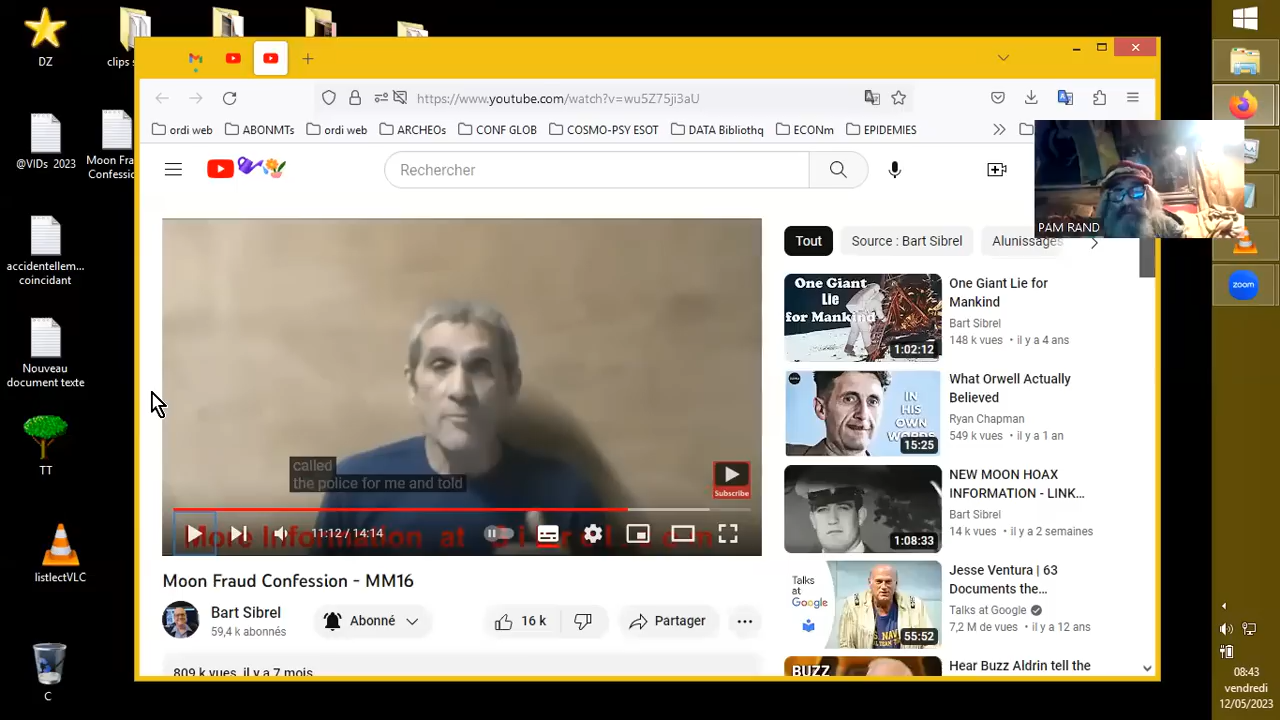 DZ
clips s
@VIDs 2023
Moon Fra
Confessio
accidentellem...
coincidant
Nouveau
document texte
TT
listlectVLC
C
https://www.youtube.com/watch?v=wu5Z75ji3aU
ordi web
ABONMTs
ordi web
ARCHEOs
CONF GLOB
COSMO-PSY ESOT
DATA Bibliothq
ECONm
EPIDEMIES
Rechercher
PAM RAND
called
the police for me and told
Subscribe
More Information at
11:12 / 14:14
Moon Fraud Confession - MM16
Bart Sibrel
59,4 k abonnés
Abonné
16 k
Partager
809 k vues il y a 7 mois
Tout
Source : Bart Sibrel
Alunissages
One Giant
Lie
for Mankind
1:02:12
One Giant Lie for
Mankind
Bart Sibrel
148 k vues • il y a 4 ans
IN HIS
OWN
WORDS
15:25
What Orwell Actually
Believed
Ryan Chapman
549 k vues • il y a 1 an
1:08:33
NEW MOON HOAX
INFORMATION - LINK...
Bart Sibrel
14 k vues • il y a 2 semaines
Talks
at
Google
55:52
Jesse Ventura | 63
Documents the...
Talks at Google
7,2 M de vues • il y a 12 ans
BUZZ
Hear Buzz Aldrin tell the
zoom
08:43
vendredi
12/05/2023